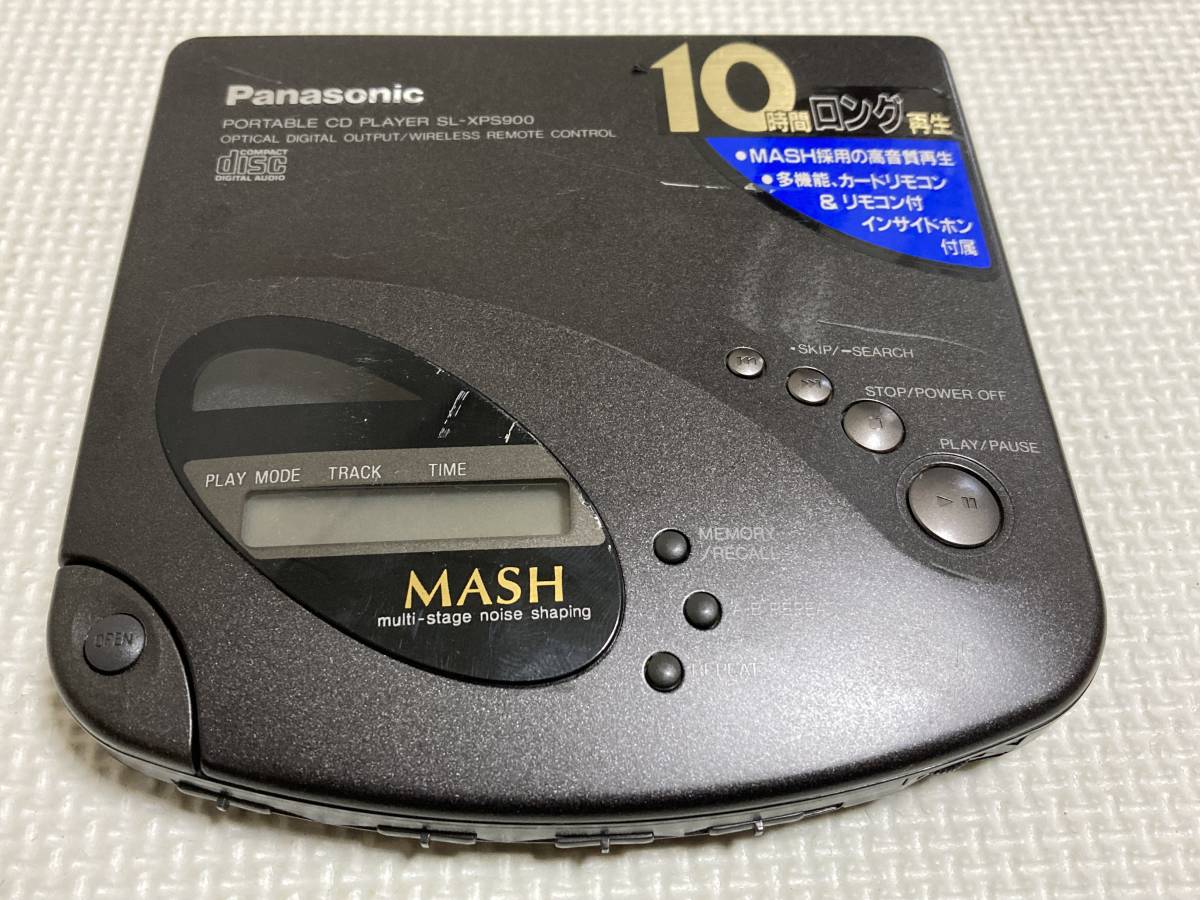 Panasonic
PORTABLE CD PLAYER SL-XPS900
OPTICAL DIGITAL OUTPUT/WIRELESS REMOTE CONTROL
COMPACT
disc
DIGITAL AUDIO
10時間ロング再生
●MASH採用の高音質再生
●多機能、カードリモコン
& リモコン付
インサイドホン
付属
•SKIP/–SEARCH
STOP/POWER OFF
PLAY/PAUSE
PLAY MODE TRACK TIME
MEMORY
/RECALL
MASH
multi-stage noise shaping
A-B REPEAT
REPEAT
OPEN